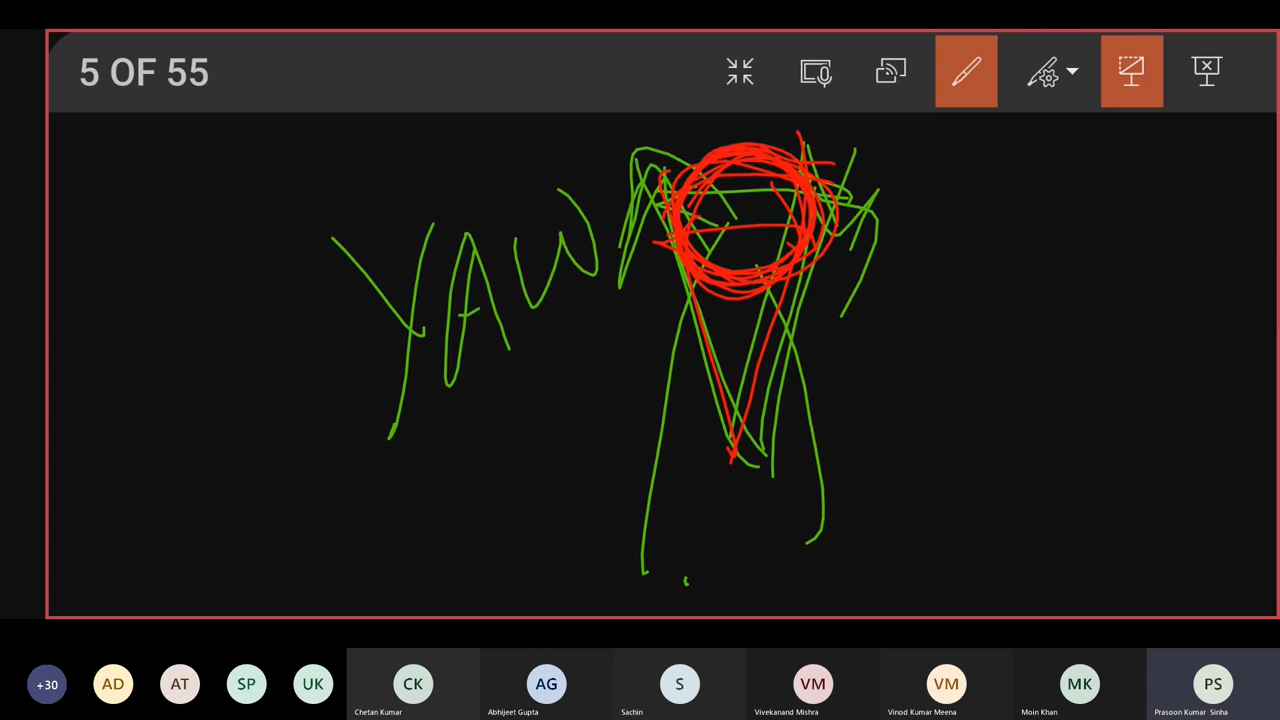 5 OF 55
YAW
+30 AD AT SP UK CK AG S VM VM MK PS
Chetan Kumar Abhijeet Gupta Sachin Vivekanand Mishra Vinod Kumar Meena Moin Khan Prasoon Kumar Sinha